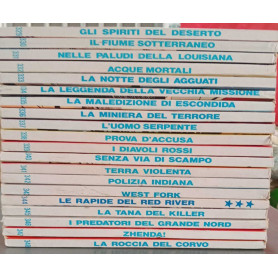 GLI SPIRITI DEL DESERTO
IL FIUME SOTTERRANEO
NELLE PALUDI DELLA LOUISIANA
ACQUE MORTALI
LA NOTTE DEGLI AGGUATI
LA LEGGENDA DELLA VECCHIA MISSIONE
LA MALEDIZIONE DI ESCONDIDA
LA MINIERA DEL TERRORE
L'UOMO SERPENTE
PROVA D'ACCUSA
I DIAVOLI ROSSI
SENZA VIA DI SCAMPO
TERRA VIOLENTA
POLIZIA INDIANA
WEST FORK
LE RAPIDE DEL RED RIVER ★★★
LA TANA DEL KILLER
I PREDATORI DEL GRANDE NORD
ZHENDA!
LA ROCCIA DEL CORVO